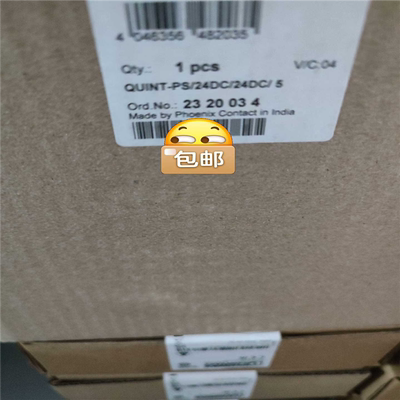 4 046356 482035
Qty.: 1 pcs V/C:04
QUINT-PS/24DC/24DC/ 5
Ord.No.: 23 20 03 4
Made by Phoenix Contact in India
包邮